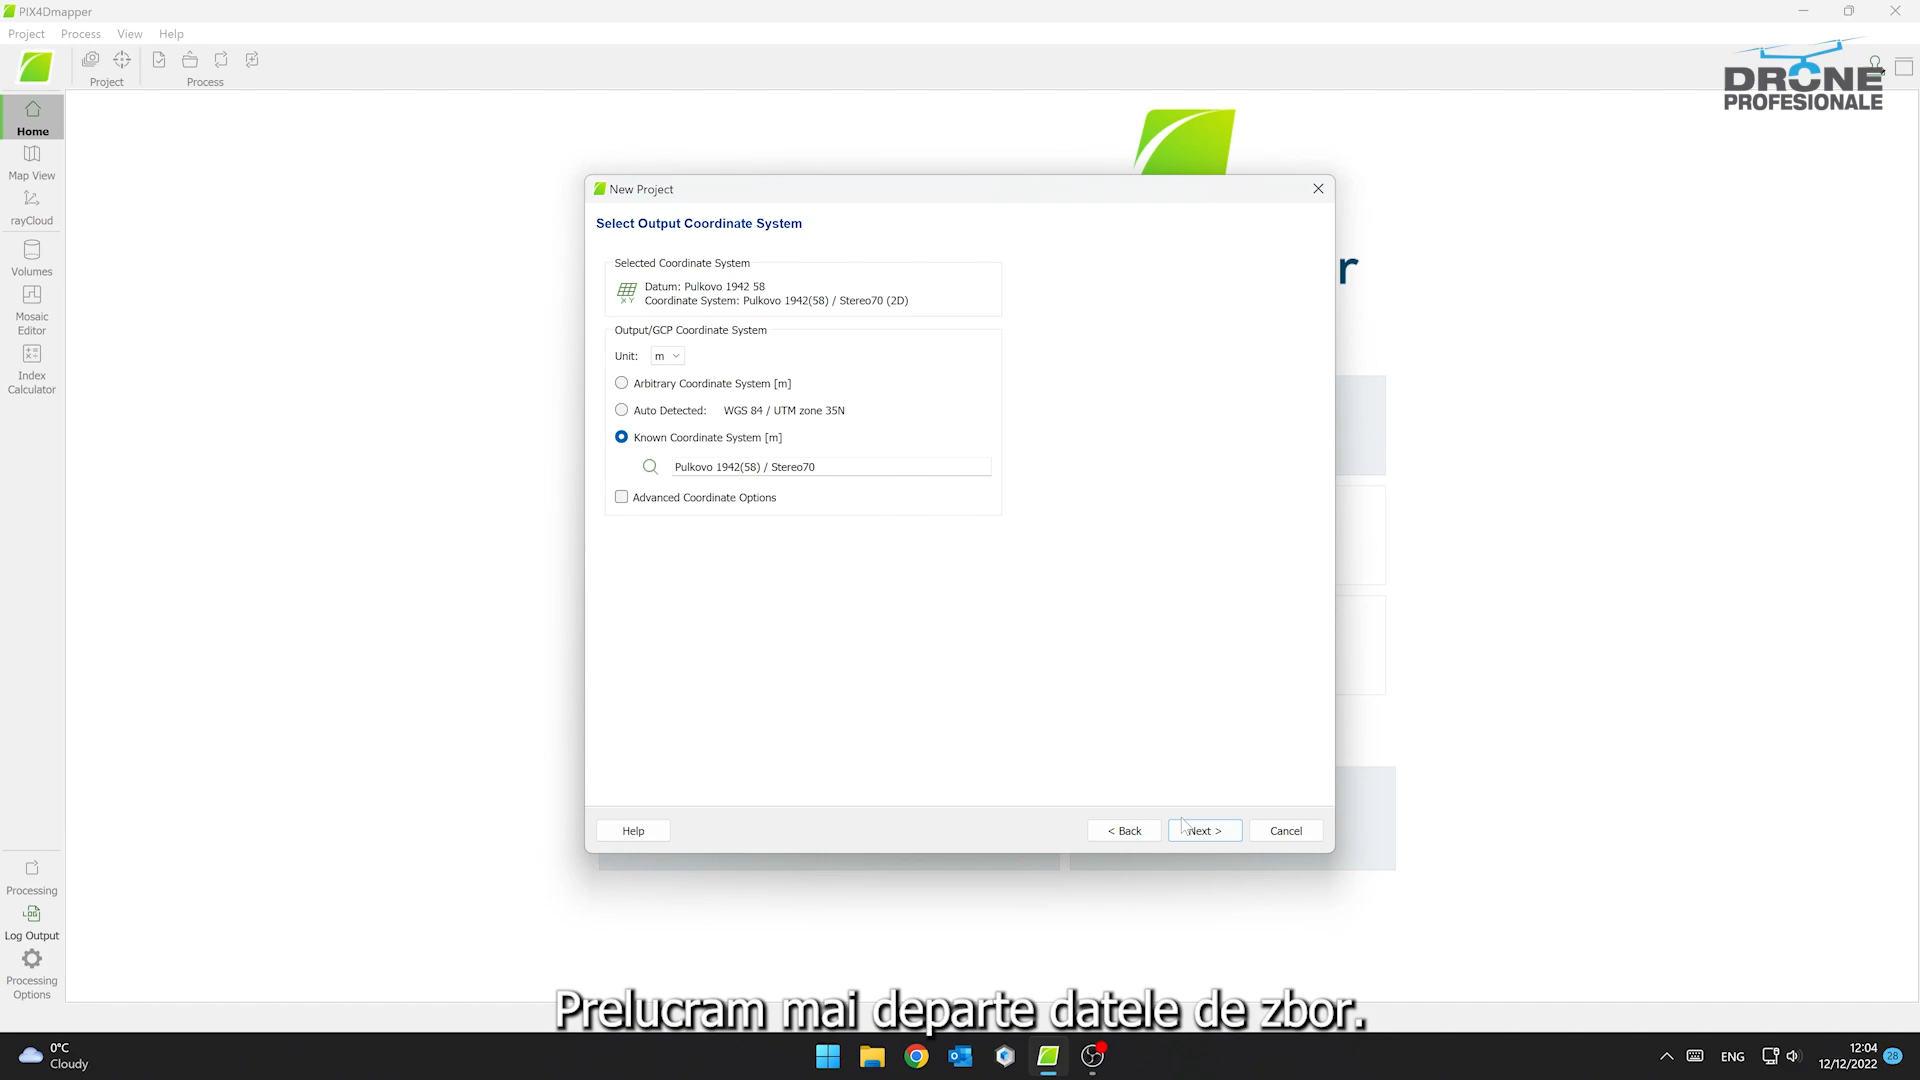 PIX4Dmapper
Project Process View Help
Project
Process
DRONE
PROFESIONALE
Home
Map View
rayCloud
Volumes
Mosaic
Editor
Index
Calculator
r
New Project
Select Output Coordinate System
Selected Coordinate System
Datum: Pulkovo 1942 58
Coordinate System: Pulkovo 1942(58) / Stereo70 (2D)
Output/GCP Coordinate System
Unit: m
Arbitrary Coordinate System [m]
Auto Detected: WGS 84 / UTM zone 35N
Known Coordinate System [m]
Pulkovo 1942(58) / Stereo70
Advanced Coordinate Options
Help
< Back
Next >
Cancel
Processing
Log Output
Processing
Options
Prelucram mai departe datele de zbor.
0°C
Cloudy
ENG
12:04
12/12/2022
28